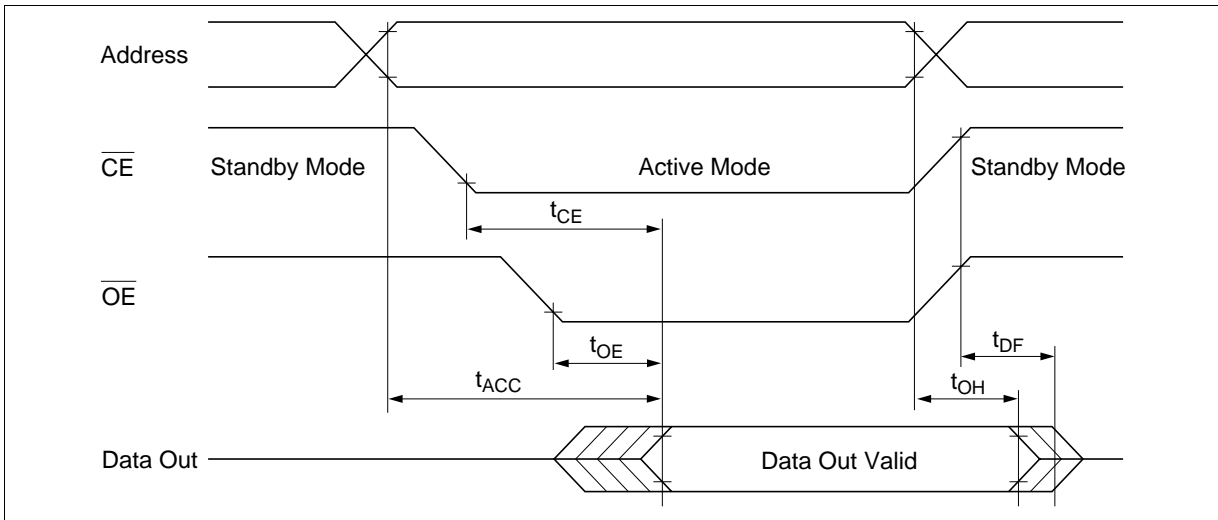 Address
CE
Standby Mode
Active Mode
Standby Mode
tCE
OE
tOE
tDF
tACC
tOH
Data Out
Data Out Valid